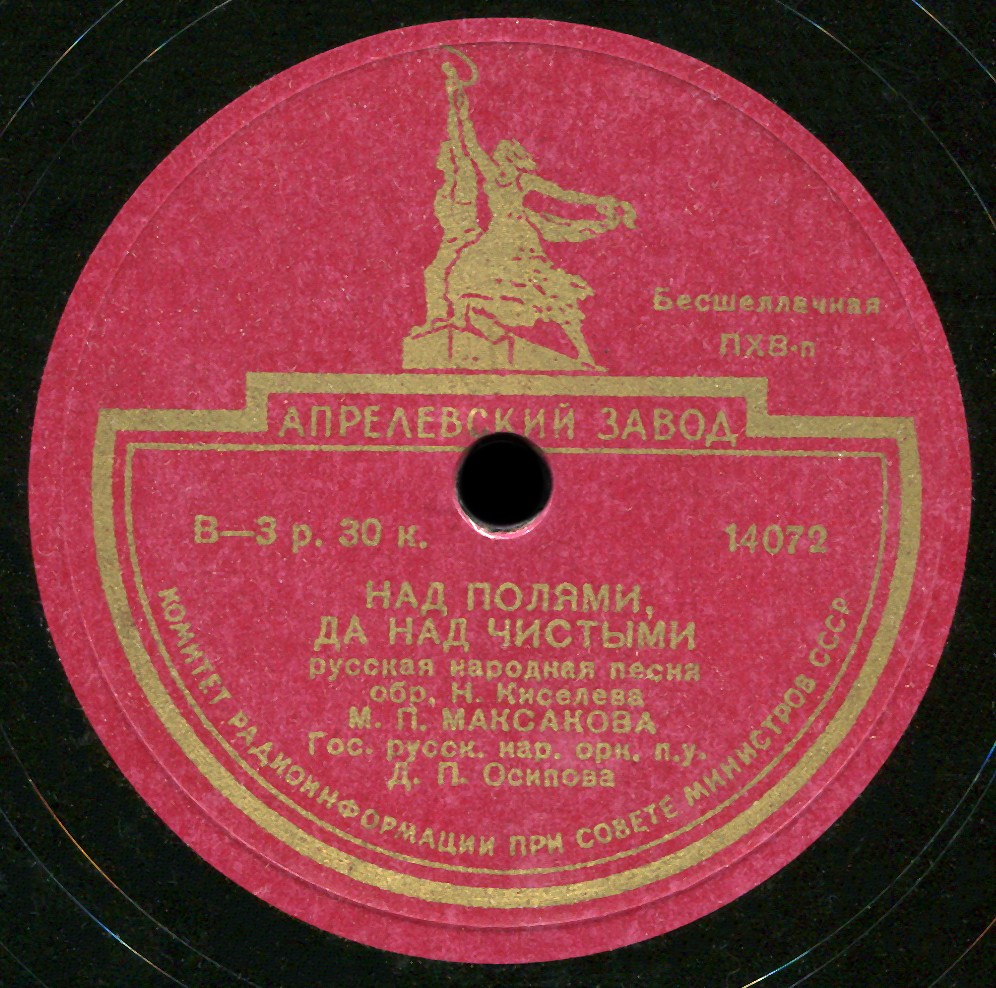 Бесшеллачная
ПХВ-п
АПРЕЛЕВСКИЙ ЗАВОД
В—3 р. 30 к.
14072
НАД ПОЛЯМИ,
ДА НАД ЧИСТЫМИ
русская народная песня
обр. Н. Киселева
М. П. МАКСАКОВА
Гос. русск. нар. орк. п.у.
Д. П. Осипова
КОМИТЕТ РАДИОИНФОРМАЦИИ ПРИ СОВЕТЕ МИНИСТРОВ СССР